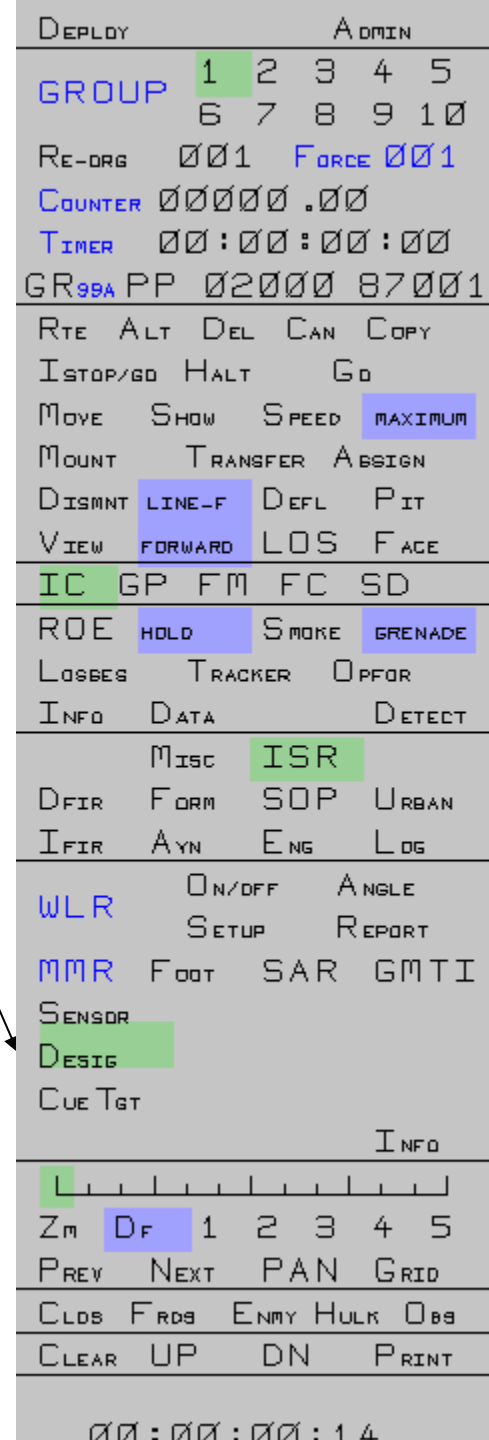 Deploy Admin
GROUP 1 2 3 4 5
6 7 8 9 10
Re-org 001 Force 001
Counter 00000.00
Timer 00:00:00:00
GR99A PP 02000 87001
Rte Alt Del Can Copy
Istop/go Halt Go
Move Show Speed MAXIMUM
Mount Transfer Assign
Dismnt LINE-F Defl Pit
View FORWARD LOS Face
IC GP FM FC SD
ROE HOLD Smoke GRENADE
Losses Tracker Opfor
Info Data Detect
Misc ISR
Dfir Form SOP Urban
Ifir Ayn Eng Log
WLR On/off Angle
Setup Report
MMR Foot SAR GMTI
Sensor
Desig
Cue Tgt
Info
Zm Df 1 2 3 4 5
Prev Next PAN Grid
Clds Frds Enmy Hulk Obs
Clear UP DN Print
00:00:00:14